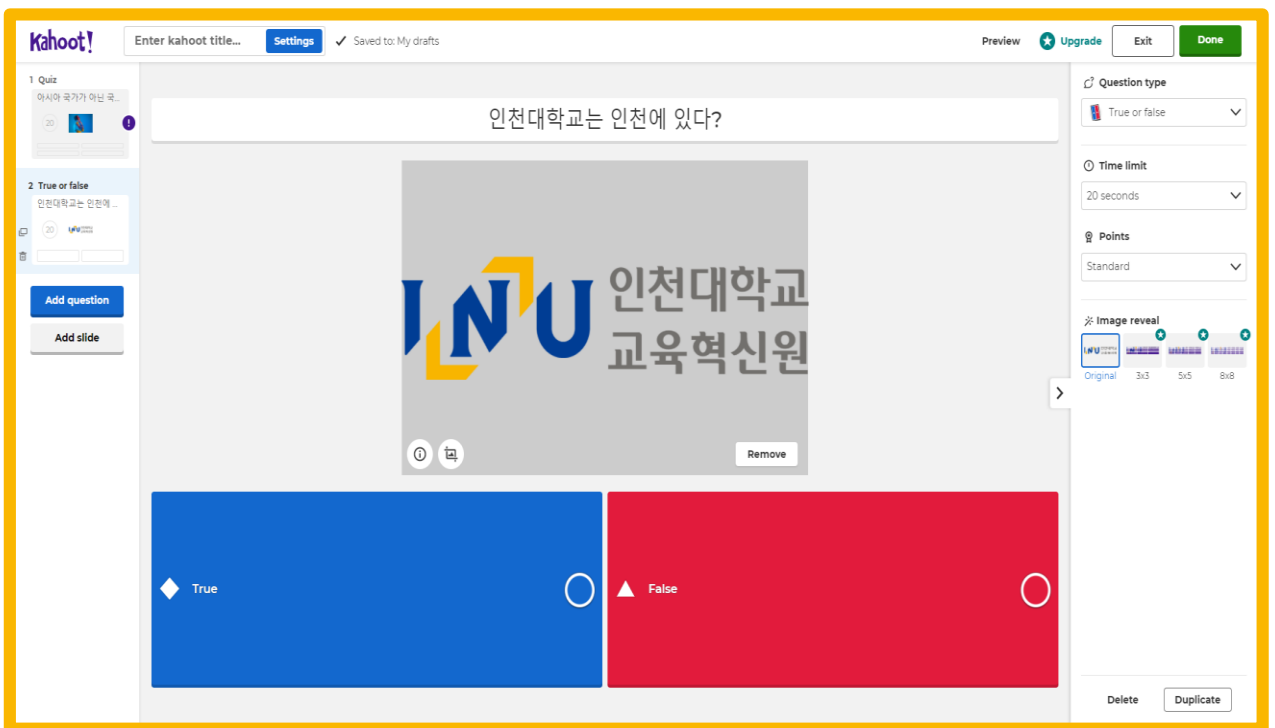 Kahoot!
Enter kahoot title...
Settings
Saved to: My drafts
Preview
Upgrade
Exit
Done
1 Quiz
아시아 국가가 아닌 국...
20
2 True or false
인천대학교는 인천에 ...
20
INU
Add question
Add slide
인천대학교는 인천에 있다?
INU
인천대학교
교육혁신원
Remove
True
False
Question type
True or false
Time limit
20 seconds
Points
Standard
Image reveal
INU
Original
3x3
5x5
8x8
Delete
Duplicate